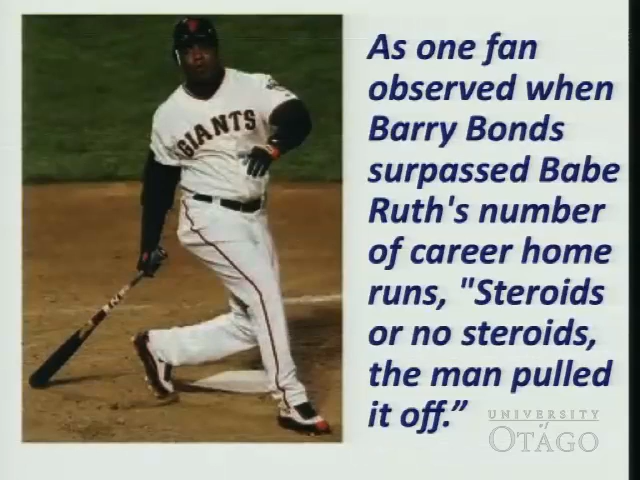 GIANTS
As one fan
observed when
Barry Bonds
surpassed Babe
Ruth's number
of career home
runs, "Steroids
or no steroids,
the man pulled
it off.”
UNIVERSITY
of
OTAGO